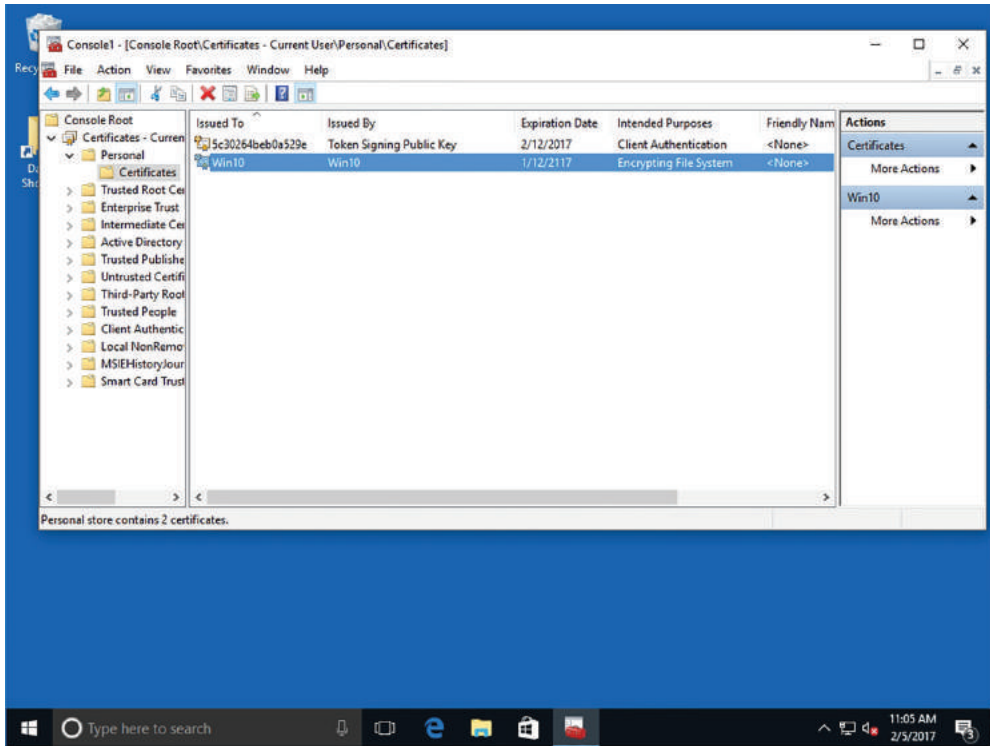 Recy
Da
Sho
Console1 - [Console Root\Certificates - Current User\Personal\Certificates]
File Action View Favorites Window Help
Console Root
Certificates - Curren
Personal
Certificates
Trusted Root Cer
Enterprise Trust
Intermediate Cer
Active Directory
Trusted Publishe
Untrusted Certifi
Third-Party Root
Trusted People
Client Authentic
Local NonRemo
MSIEHistoryJour
Smart Card Trust
Issued To Issued By Expiration Date Intended Purposes Friendly Nam
5c30264beb0a529e Token Signing Public Key 2/12/2017 Client Authentication <None>
Win10 Win10 1/12/2117 Encrypting File System <None>
Actions
Certificates
More Actions
Win10
More Actions
Personal store contains 2 certificates.
Type here to search
11:05 AM
2/5/2017
3